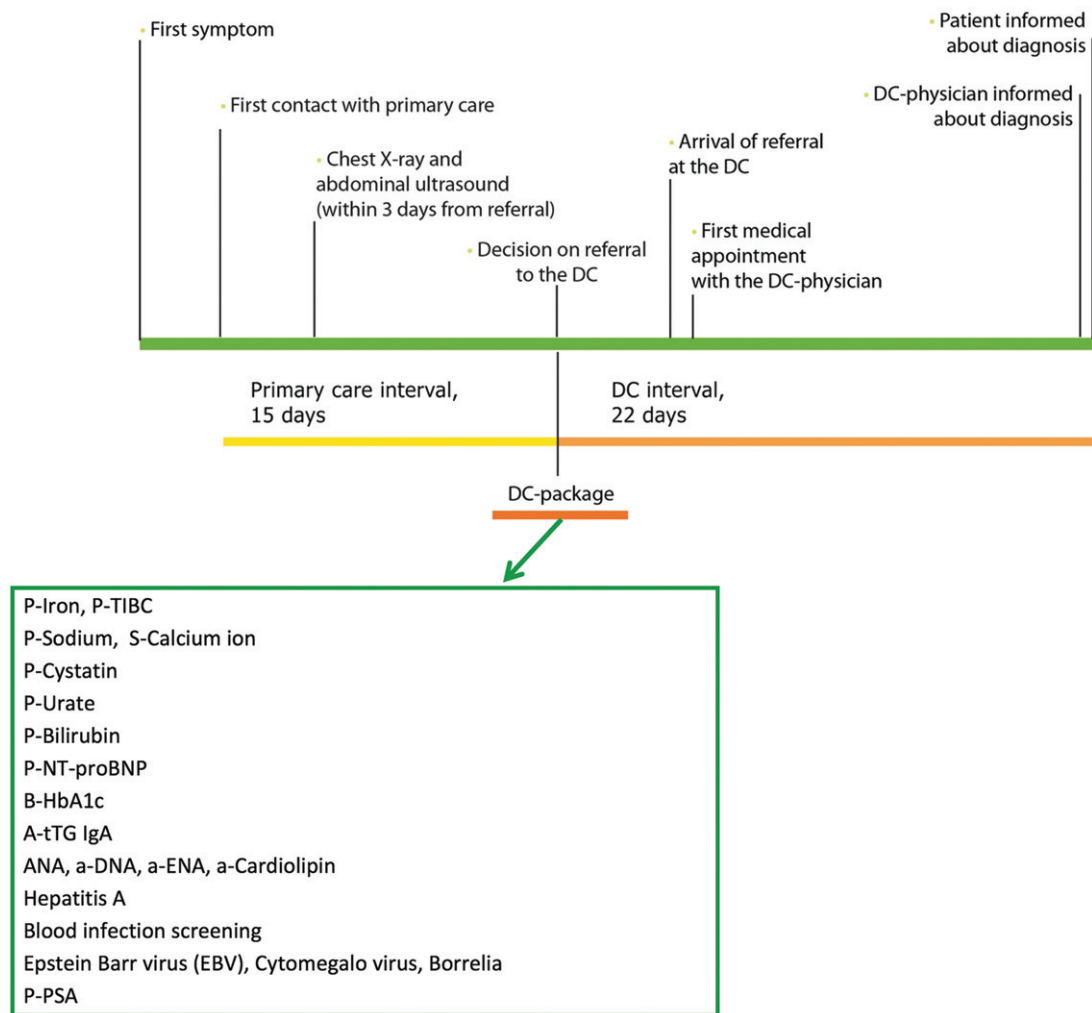 • First symptom
• First contact with primary care
• Chest X-ray and
abdominal ultrasound
(within 3 days from referral)
• Decision on referral
to the DC
• Arrival of referral
at the DC
• First medical
appointment
with the DC-physician
• DC-physician informed
about diagnosis
• Patient informed
about diagnosis
Primary care interval,
15 days
DC interval,
22 days
DC-package
P-Iron, P-TIBC
P-Sodium, S-Calcium ion
P-Cystatin
P-Urate
P-Bilirubin
P-NT-proBNP
B-HbA1c
A-tTG IgA
ANA, a-DNA, a-ENA, a-Cardiolipin
Hepatitis A
Blood infection screening
Epstein Barr virus (EBV), Cytomegalo virus, Borrelia
P-PSA